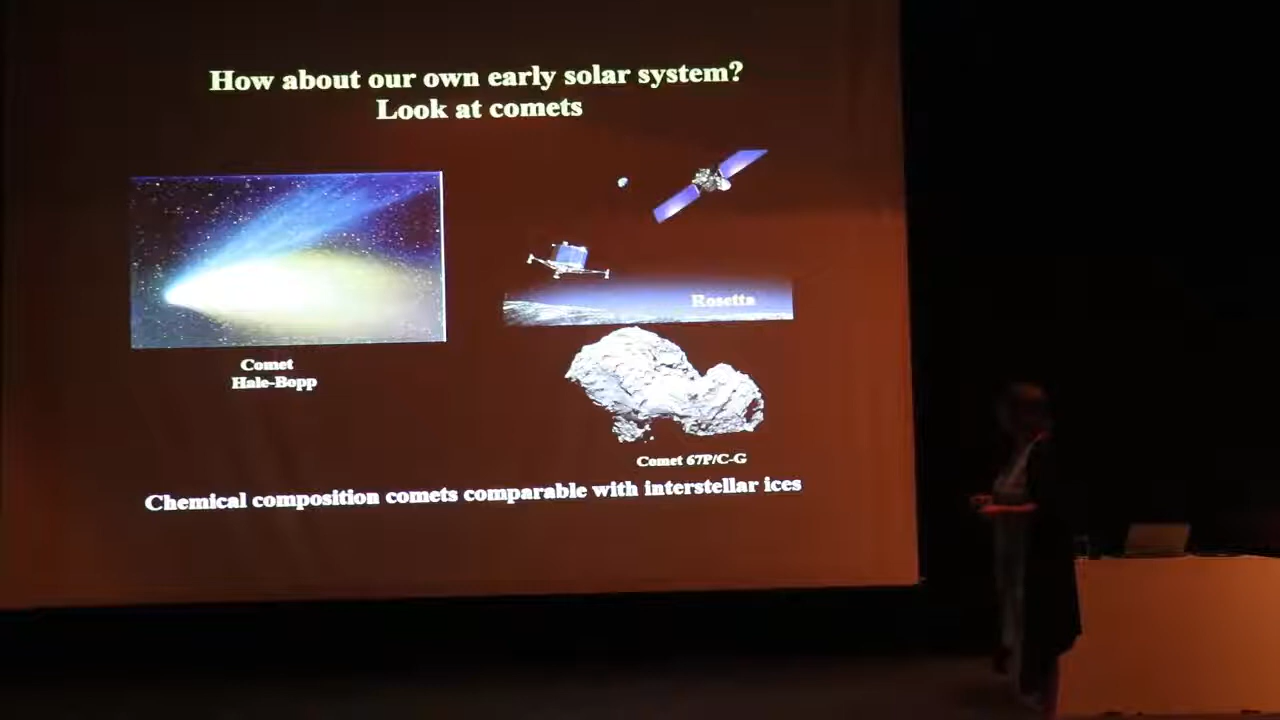 How about our own early solar system?
Look at comets
Rosetta
Comet
Hale-Bopp
Comet 67P/C-G
Chemical composition comets comparable with interstellar ices